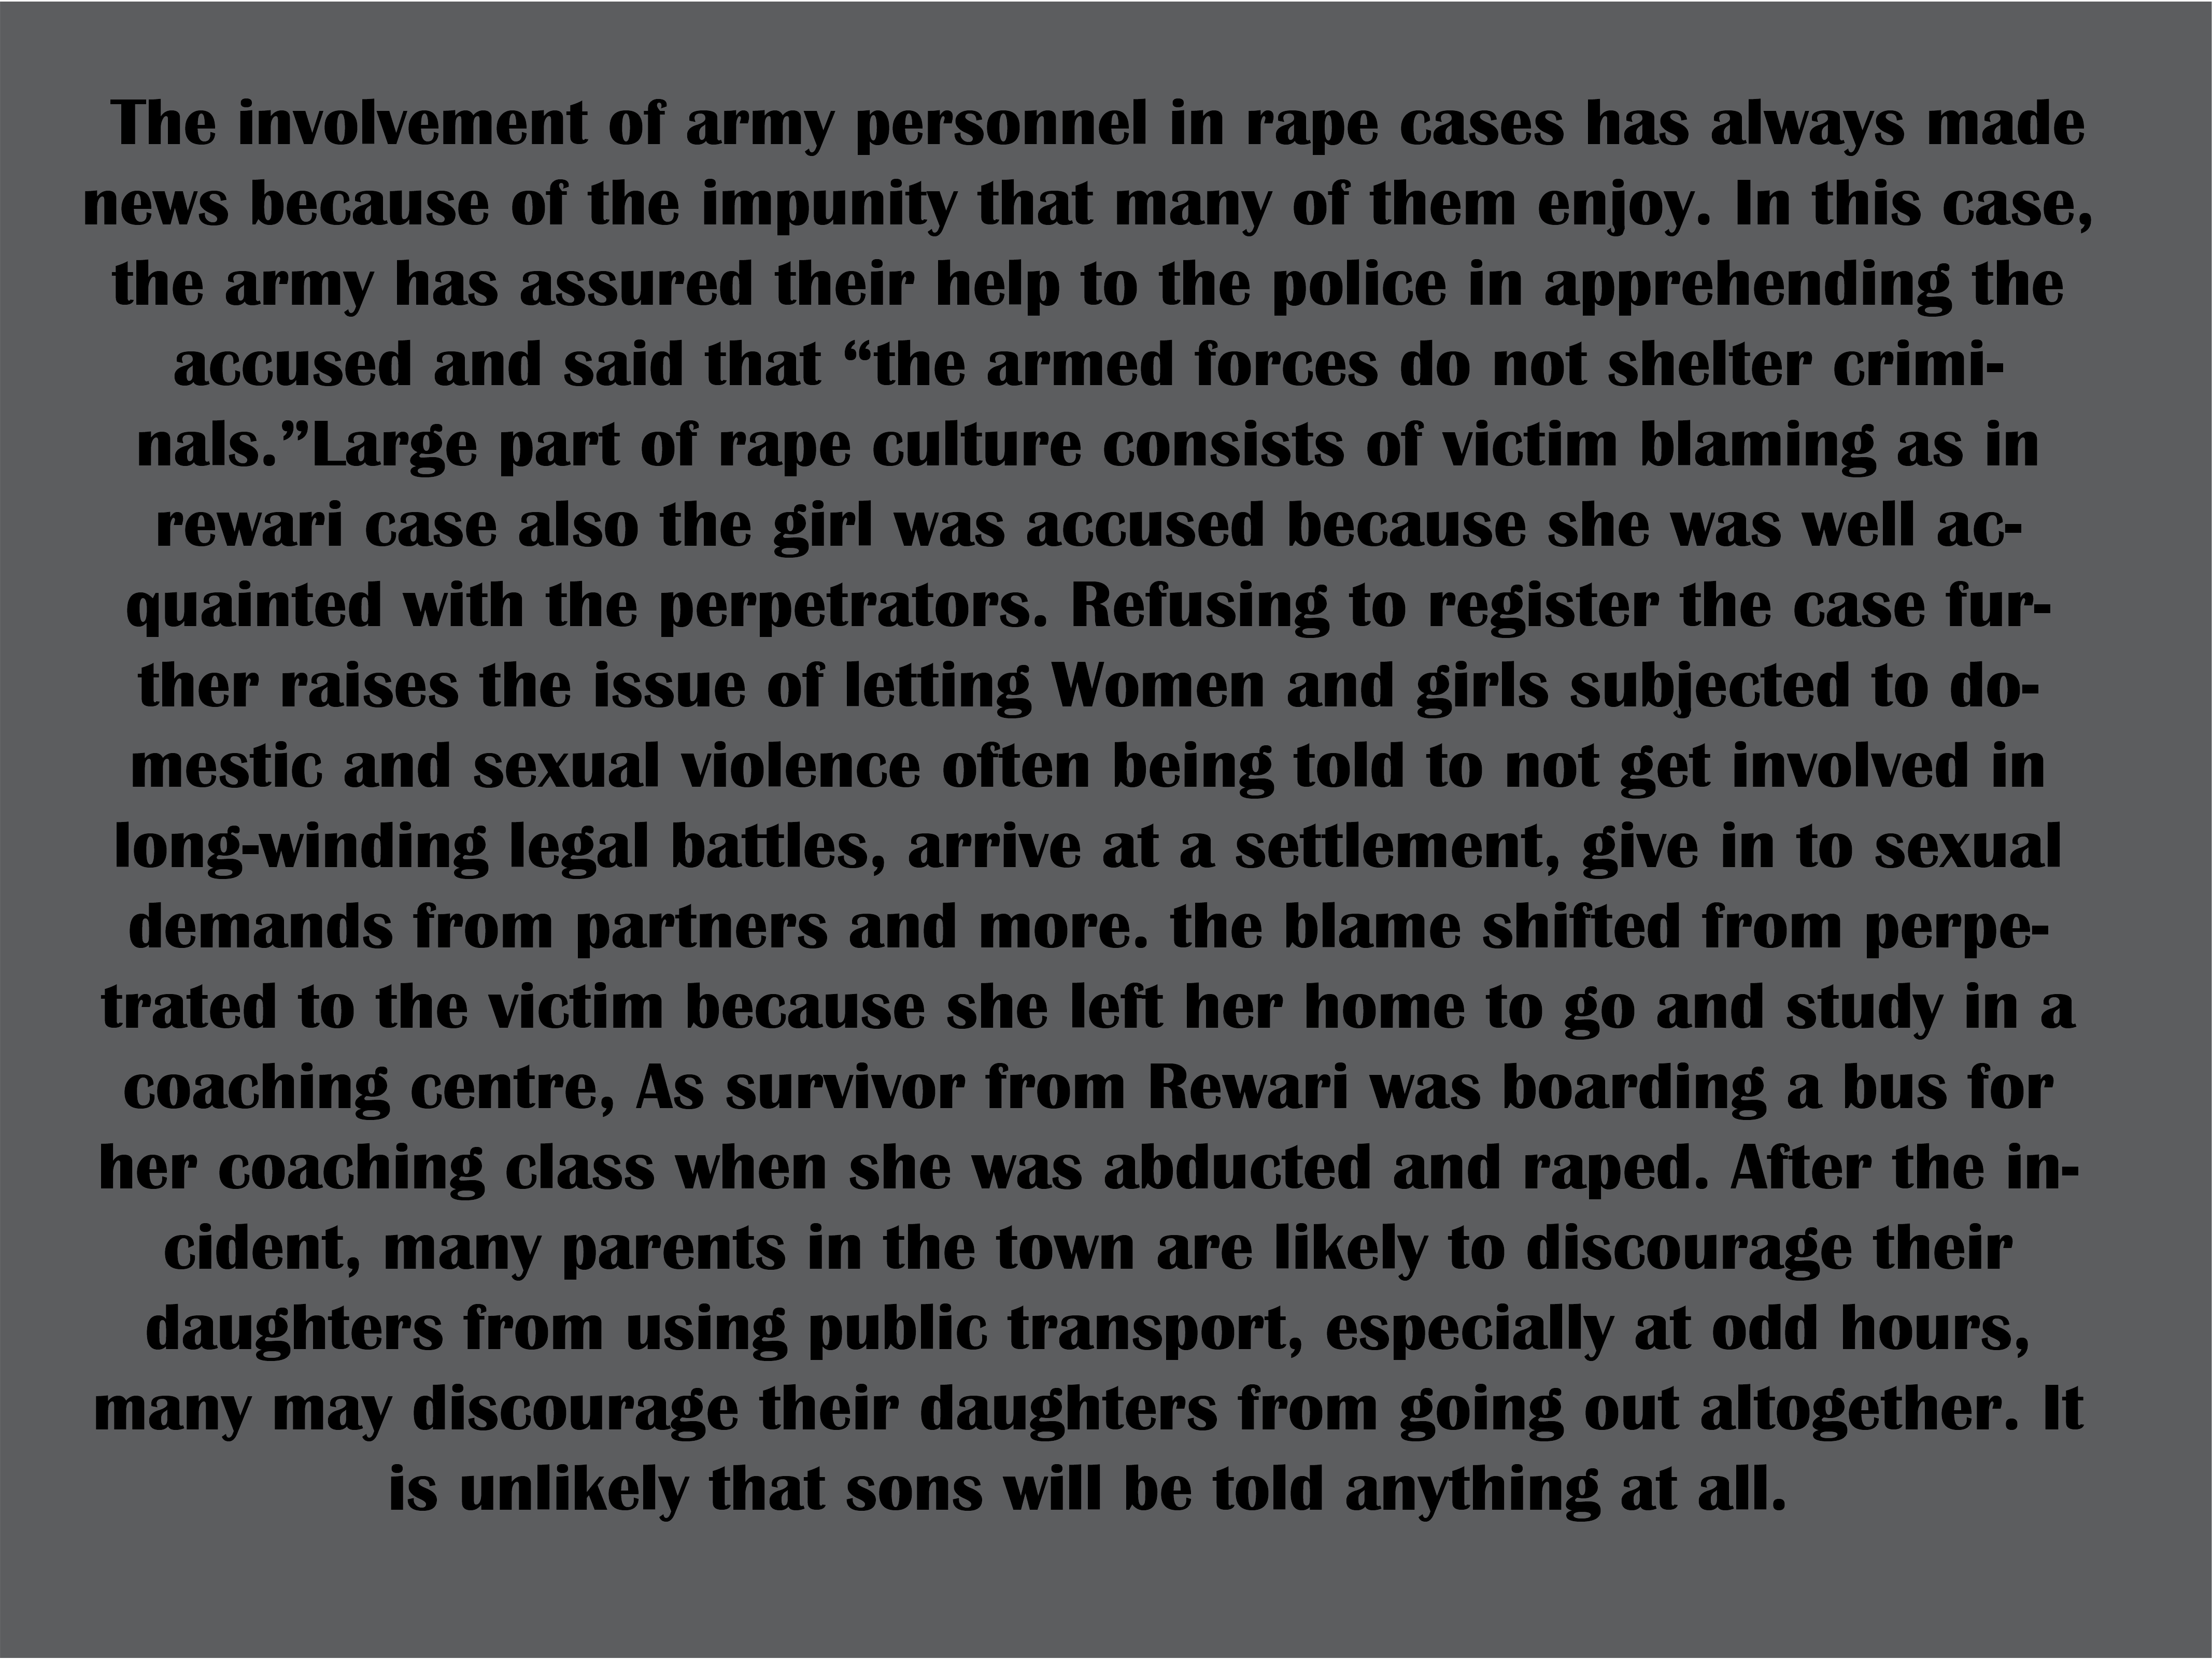 The involvement of army personnel in rape cases has always made
news because of the impunity that many of them enjoy. In this case,
the army has assured their help to the police in apprehending the
accused and said that “the armed forces do not shelter crimi-
nals.”Large part of rape culture consists of victim blaming as in
rewari case also the girl was accused because she was well ac-
quainted with the perpetrators. Refusing to register the case fur-
ther raises the issue of letting Women and girls subjected to do-
mestic and sexual violence often being told to not get involved in
long-winding legal battles, arrive at a settlement, give in to sexual
demands from partners and more. the blame shifted from perpe-
trated to the victim because she left her home to go and study in a
coaching centre, As survivor from Rewari was boarding a bus for
her coaching class when she was abducted and raped. After the in-
cident, many parents in the town are likely to discourage their
daughters from using public transport, especially at odd hours,
many may discourage their daughters from going out altogether. It
is unlikely that sons will be told anything at all.